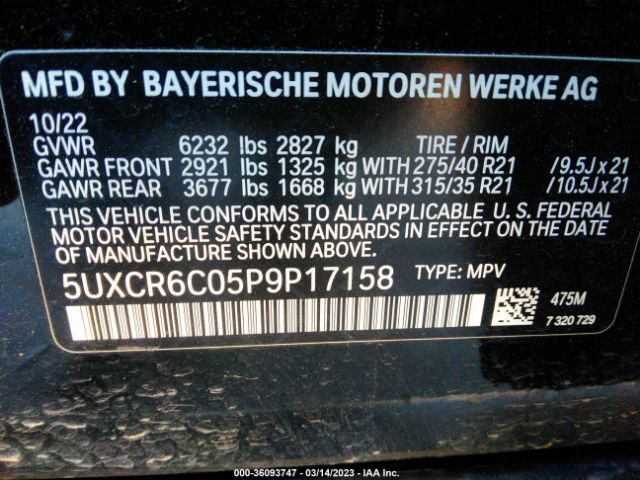 MFD BY BAYERISCHE MOTOREN WERKE AG
10/22
GVWR 6232 lbs 2827 kg TIRE / RIM
GAWR FRONT 2921 lbs 1325 kg WITH 275/40 R21 /9.5J x 21
GAWR REAR 3677 lbs 1668 kg WITH 315/35 R21 /10.5J x 21
THIS VEHICLE CONFORMS TO ALL APPLICABLE U. S. FEDERAL
MOTOR VEHICLE SAFETY STANDARDS IN EFFECT ON THE DATE
OF MANUFACTURE SHOWN ABOVE.
5UXCR6C05P9P17158 TYPE: MPV
475M
7 320 729
000-36093747 - 03/14/2023 - IAA Inc.